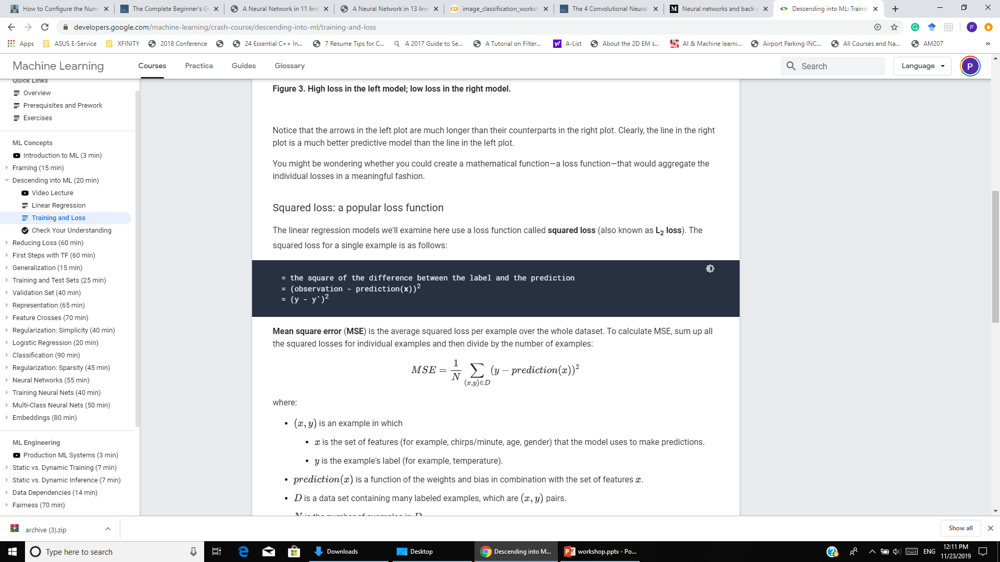 How to Configure the Num
The Complete Beginner's G
A Neural Network in 11 line
A Neural Network in 13 line
image_classification_worksh
The 4 Convolutional Neural
Neural networks and back-
Descending into ML: Trainin
developers.google.com/machine-learning/crash-course/descending-into-ml/training-and-loss
P
Apps
ASUS E-Service
XFINITY
2018 Conference
24 Essential C++ In...
7 Resume Tips for C...
A 2017 Guide to Se...
A Tutorial on Filter...
A-List
About the 2D EM s...
AI & Machine learni...
Airport Parking INC...
All Courses and Na...
AM207
»
Machine Learning
Courses
Practica
Guides
Glossary
Search
Language
P
Quick Links
Overview
Prerequisites and Prework
Exercises
ML Concepts
Introduction to ML (3 min)
Framing (15 min)
Descending into ML (20 min)
Video Lecture
Linear Regression
Training and Loss
Check Your Understanding
Reducing Loss (60 min)
First Steps with TF (60 min)
Generalization (15 min)
Training and Test Sets (25 min)
Validation Set (40 min)
Representation (65 min)
Feature Crosses (70 min)
Regularization: Simplicity (40 min)
Logistic Regression (20 min)
Classification (90 min)
Regularization: Sparsity (45 min)
Neural Networks (55 min)
Training Neural Nets (40 min)
Multi-Class Neural Nets (50 min)
Embeddings (80 min)
ML Engineering
Production ML Systems (3 min)
Static vs. Dynamic Training (7 min)
Static vs. Dynamic Inference (7 min)
Data Dependencies (14 min)
Fairness (70 min)
Figure 3. High loss in the left model; low loss in the right model.
Notice that the arrows in the left plot are much longer than their counterparts in the right plot. Clearly, the line in the right
plot is a much better predictive model than the line in the left plot.
You might be wondering whether you could create a mathematical function—a loss function—that would aggregate the
individual losses in a meaningful fashion.
Squared loss: a popular loss function
The linear regression models we'll examine here use a loss function called squared loss (also known as L₂ loss). The
squared loss for a single example is as follows:
= the square of the difference between the label and the prediction
= (observation - prediction(x))²
= (y - y')²
Mean square error (MSE) is the average squared loss per example over the whole dataset. To calculate MSE, sum up all
the squared losses for individual examples and then divide by the number of examples:
MSE = 1/N ∑ (x,y)∈D (y − prediction(x))²
where:
• (x, y) is an example in which
• x is the set of features (for example, chirps/minute, age, gender) that the model uses to make predictions.
• y is the example's label (for example, temperature).
• prediction(x) is a function of the weights and bias in combination with the set of features x.
• D is a data set containing many labeled examples, which are (x, y) pairs.
N is the number of examples in D
archive (3).zip
Show all
Type here to search
Downloads
Desktop
Descending into M...
workshop.pptx - Po...
ENG
12:11 PM
11/23/2019